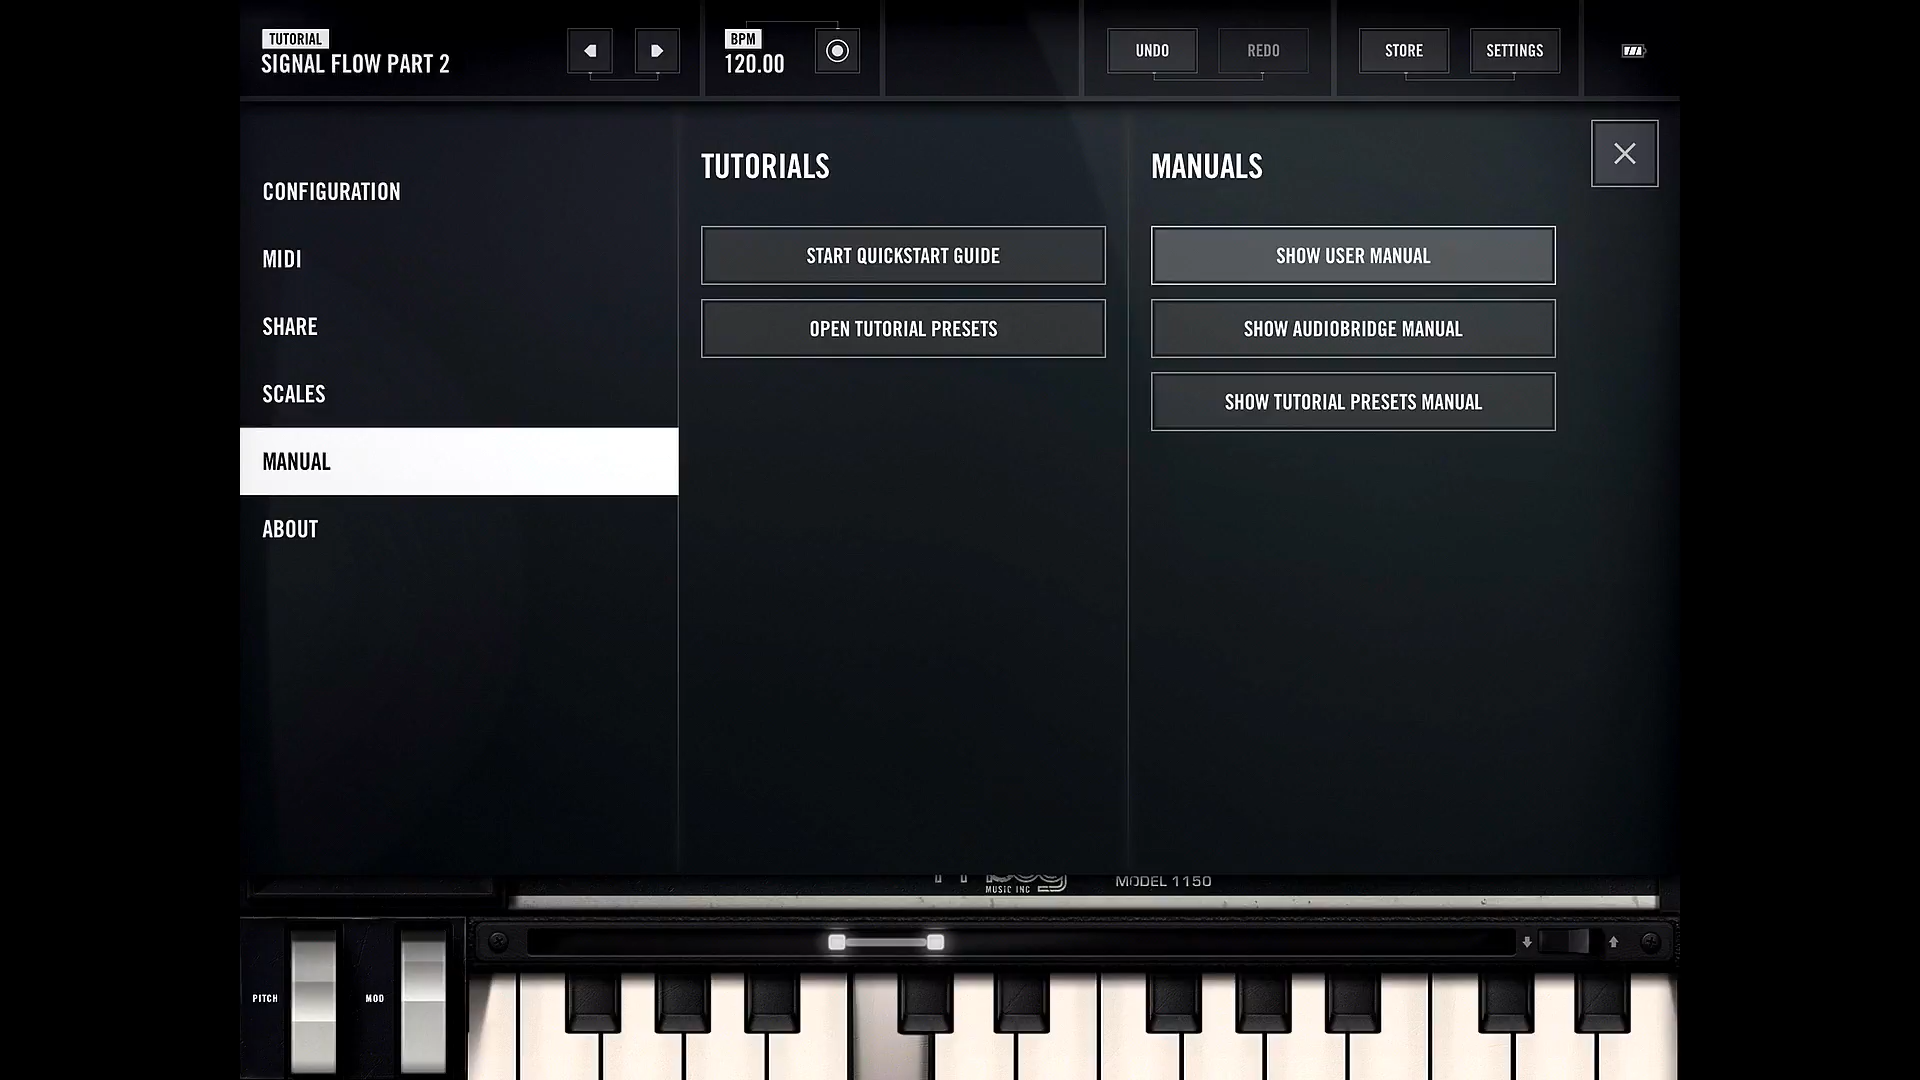 TUTORIAL
SIGNAL FLOW PART 2
BPM
120.00
UNDO
REDO
STORE
SETTINGS
CONFIGURATION
MIDI
SHARE
SCALES
MANUAL
ABOUT
TUTORIALS
START QUICKSTART GUIDE
OPEN TUTORIAL PRESETS
MANUALS
SHOW USER MANUAL
SHOW AUDIOBRIDGE MANUAL
SHOW TUTORIAL PRESETS MANUAL
MUSIC INC
MODEL 1150
PITCH
MOD